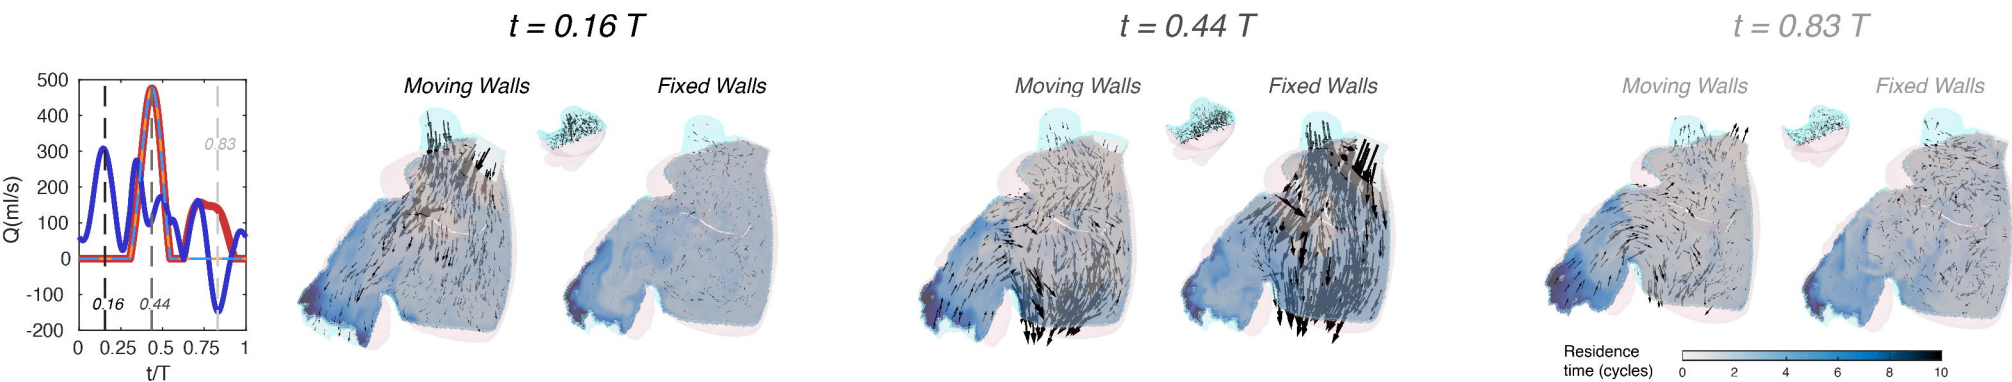 t = 0.16 T
t = 0.44 T
t = 0.83 T
Moving Walls
Fixed Walls
Moving Walls
Fixed Walls
Moving Walls
Fixed Walls
Q(ml/s)
500
400
300
200
100
0
-100
-200
0.83
0.16
0.44
0 0.25 0.5 0.75 1
t/T
Residence
time (cycles)
0 2 4 6 8 10